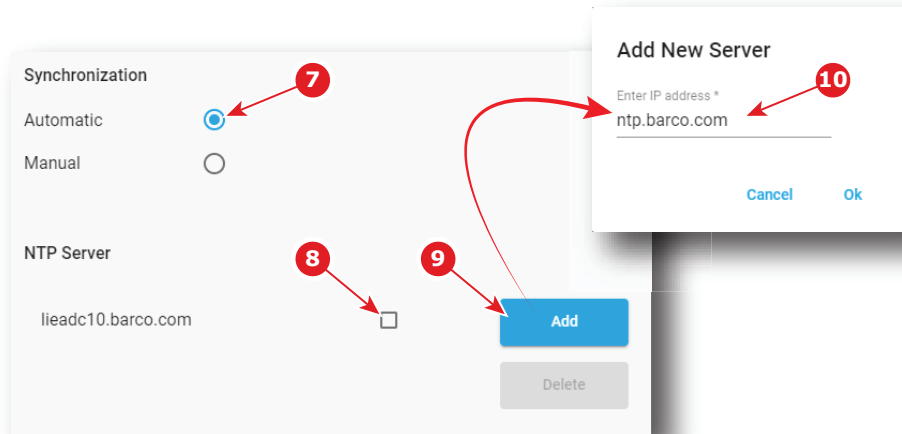 Synchronization
7
Automatic
Manual
NTP Server
8
9
lieadc10.barco.com
Add
Delete
Add New Server
Enter IP address *
10
ntp.barco.com
Cancel Ok